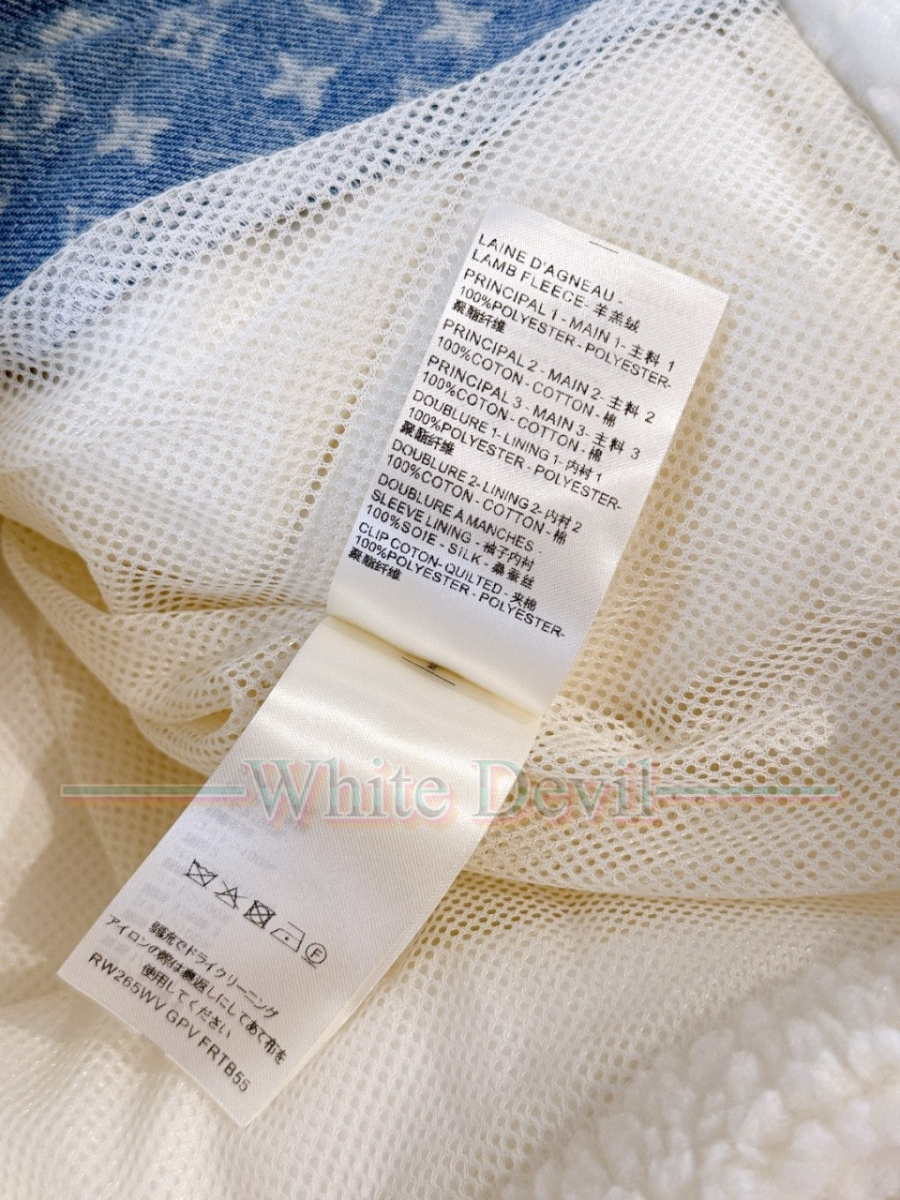 LAINE D'AGNEAU -
LAMB FLEECE- 羊羔绒
PRINCIPAL 1 - MAIN 1- 主料 1
100%POLYESTER - POLYESTER-
聚酯纤维
PRINCIPAL 2 - MAIN 2- 主料 2
100%COTTON - COTTON - 棉
PRINCIPAL 3 - MAIN 3- 主料 3
100%COTTON - COTTON - 棉
DOUBLURE 1- LINING 1- 内衬 1
100%POLYESTER - POLYESTER-
聚酯纤维
DOUBLURE 2- LINING 2- 内衬 2
100%COTTON - COTTON - 棉
DOUBLURE A MANCHES -
SLEEVE LINING - 袖子内衬
100%SOIE - SILK - 桑蚕丝
CLIP COTON- QUILTED - 夹棉
100%POLYESTER - POLYESTER-
聚酯纤维
White Devil
F
でドライクリーニング
アイロンの際は裏返しにしてあて布を
使用してください
RW265WV GPV FRTB55